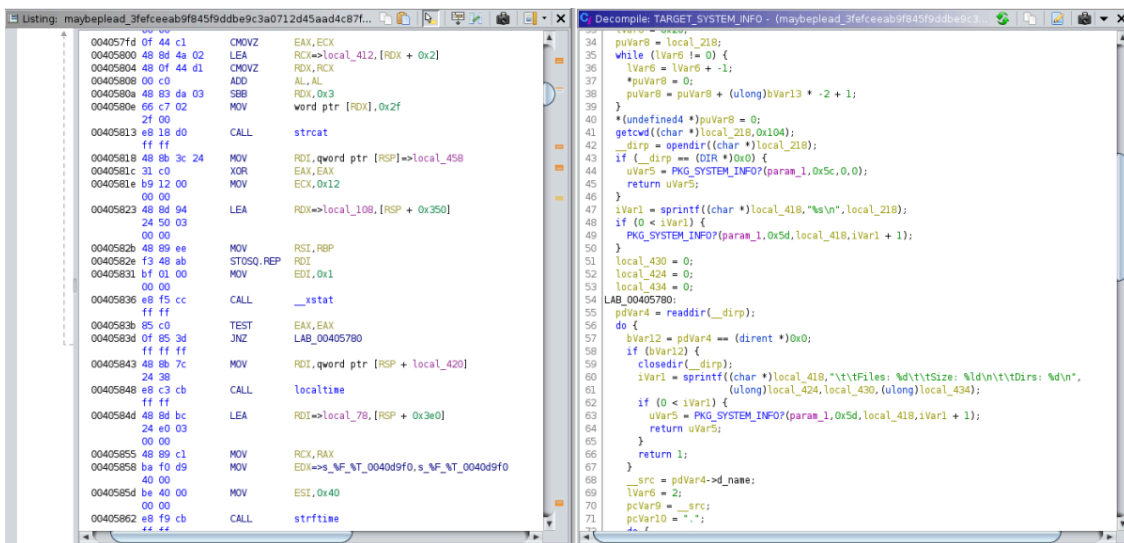 Listing: maybeplead_3fefceeab9f845f9ddbe9c3a0712d45aad4c87f...
00 00
004057fd 0f 44 c1 CMOVZ EAX,ECX
00405800 48 8d 4a 02 LEA RCX=>local_412,[RDX + 0x2]
00405804 48 0f 44 d1 CMOVZ RDX,RCX
00405808 00 c0 ADD AL,AL
0040580a 48 83 da 03 SBB RDX,0x3
0040580e 66 c7 02 MOV word ptr [RDX],0x2f
2f 00
00405813 e8 18 d0 CALL strcat
ff ff
00405818 48 8b 3c 24 MOV RDI,qword ptr [RSP]=>local_458
0040581c 31 c0 XOR EAX,EAX
0040581e b9 12 00 MOV ECX,0x12
00 00
00405823 48 8d 94 LEA RDX=>local_108,[RSP + 0x350]
24 50 03
00 00
0040582b 48 89 ee MOV RSI,RBP
0040582e f3 48 ab STOSQ.REP RDI
00405831 bf 01 00 MOV EDI,0x1
00 00
00405836 e8 f5 cc CALL __xstat
ff ff
0040583b 85 c0 TEST EAX,EAX
0040583d 0f 85 3d JNZ LAB_00405780
ff ff ff
00405843 48 8b 7c MOV RDI,qword ptr [RSP + local_420]
24 38
00405848 e8 c3 cb CALL localtime
ff ff
0040584d 48 8d bc LEA RDI=>local_78,[RSP + 0x3e0]
24 e0 03
00 00
00405855 48 89 c1 MOV RCX,RAX
00405858 ba f0 d9 MOV EDX=>s_%F_%T_0040d9f0,s_%F_%T_0040d9f0
40 00
0040585d be 40 00 MOV ESI,0x40
00 00
00405862 e8 f9 cb CALL strftime
ff ff
Decompile: TARGET_SYSTEM_INFO - (maybeplead_3fefceeab9f845f9ddbe9c3...
34 puVar8 = local_218;
35 while (lVar6 != 0) {
36 lVar6 = lVar6 + -1;
37 *puVar8 = 0;
38 puVar8 = puVar8 + (ulong)bVar13 * -2 + 1;
39 }
40 *(undefined4 *)puVar8 = 0;
41 getcwd((char *)local_218,0x104);
42 __dirp = opendir((char *)local_218);
43 if (__dirp == (DIR *)0x0) {
44 uVar5 = PKG_SYSTEM_INFO?(param_1,0x5c,0,0);
45 return uVar5;
46 }
47 iVar1 = sprintf((char *)local_418,"%s\n",local_218);
48 if (0 < iVar1) {
49 PKG_SYSTEM_INFO?(param_1,0x5d,local_418,iVar1 + 1);
50 }
51 local_430 = 0;
52 local_424 = 0;
53 local_434 = 0;
54 LAB_00405780:
55 pdVar4 = readdir(__dirp);
56 do {
57 bVar12 = pdVar4 == (dirent *)0x0;
58 if (bVar12) {
59 closedir(__dirp);
60 iVar1 = sprintf((char *)local_418,"\t\tFiles: %d\t\tSize: %ld\n\t\tDirs: %d\n",
61 (ulong)local_424,local_430,(ulong)local_434);
62 if (0 < iVar1) {
63 uVar5 = PKG_SYSTEM_INFO?(param_1,0x5d,local_418,iVar1 + 1);
64 return uVar5;
65 }
66 return 1;
67 }
68 __src = pdVar4->d_name;
69 lVar6 = 2;
70 pcVar9 = __src;
71 pcVar10 = ".";